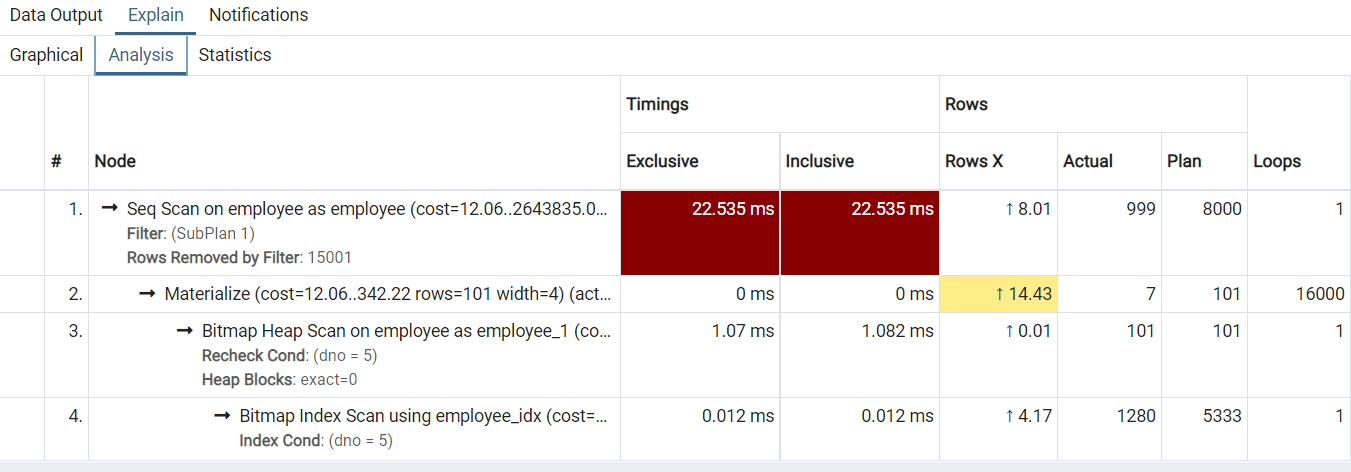 Data Output Explain Notifications
Graphical Analysis Statistics
Timings Rows
# Node Exclusive Inclusive Rows X Actual Plan Loops
1. → Seq Scan on employee as employee (cost=12.06..2643835.0... 22.535 ms 22.535 ms ↑ 8.01 999 8000 1
Filter: (SubPlan 1)
Rows Removed by Filter: 15001
2. → Materialize (cost=12.06..342.22 rows=101 width=4) (act... 0 ms 0 ms ↑ 14.43 7 101 16000
3. → Bitmap Heap Scan on employee as employee_1 (co... 1.07 ms 1.082 ms ↑ 0.01 101 101 1
Recheck Cond: (dno = 5)
Heap Blocks: exact=0
4. → Bitmap Index Scan using employee_idx (cost=... 0.012 ms 0.012 ms ↑ 4.17 1280 5333 1
Index Cond: (dno = 5)